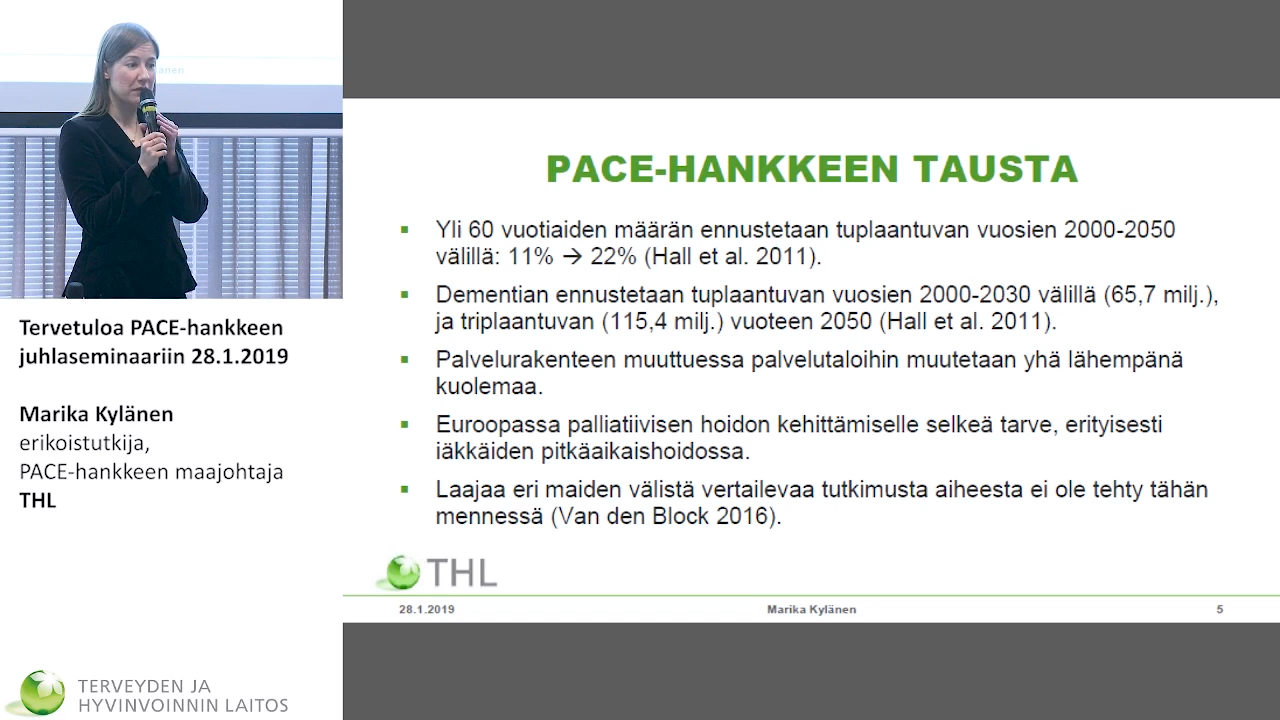 änen
Tervetuloa PACE-hankkeen
juhlaseminaariin 28.1.2019
Marika Kylänen
erikoistutkija,
PACE-hankkeen maajohtaja
THL
TERVEYDEN JA
HYVINVOINNIN LAITOS
PACE-HANKKEEN TAUSTA
▪ Yli 60 vuotiaiden määrän ennustetaan tuplaantuvan vuosien 2000-2050
välillä: 11% → 22% (Hall et al. 2011).
▪ Dementian ennustetaan tuplaantuvan vuosien 2000-2030 välillä (65,7 milj.),
ja triplaantuvan (115,4 milj.) vuoteen 2050 (Hall et al. 2011).
▪ Palvelurakenteen muuttuessa palvelutaloihin muutetaan yhä lähempänä
kuolemaa.
▪ Euroopassa palliatiivisen hoidon kehittämiselle selkeä tarve, erityisesti
iäkkäiden pitkäaikaishoidossa.
▪ Laajaa eri maiden välistä vertailevaa tutkimusta aiheesta ei ole tehty tähän
mennessä (Van den Block 2016).
THL
28.1.2019 Marika Kylänen 5